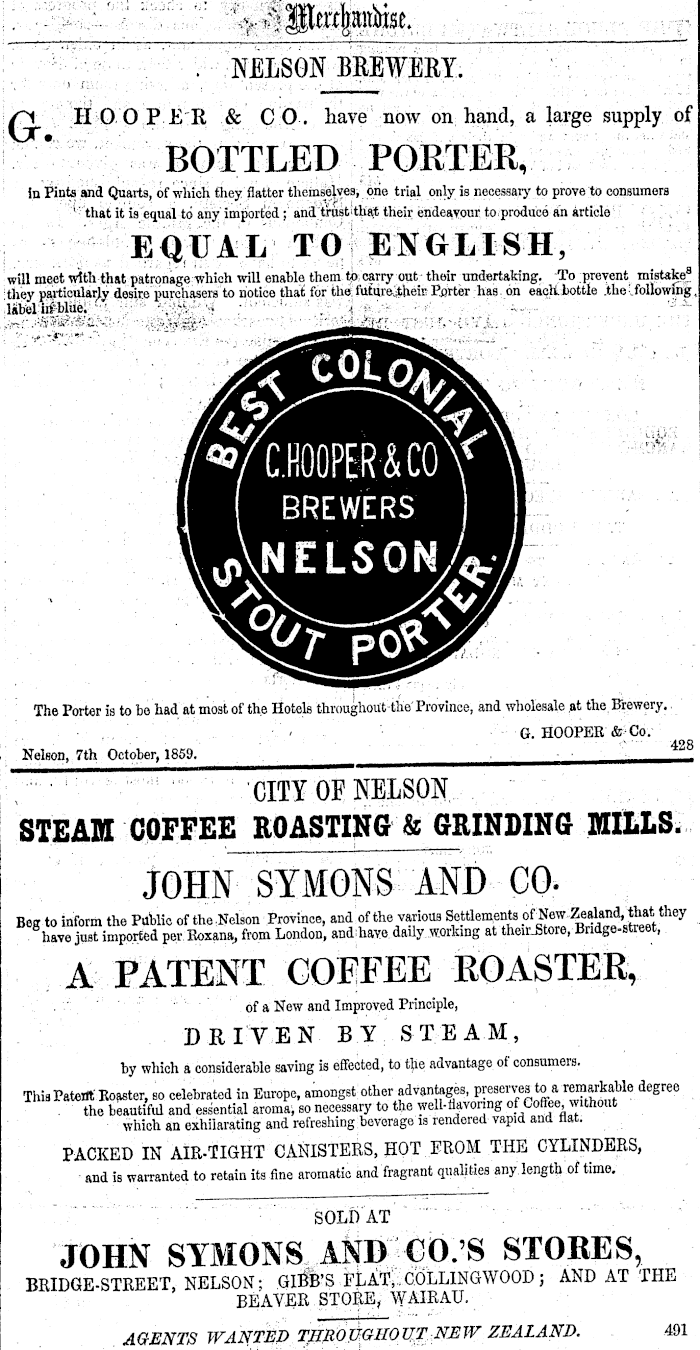 Merchandise.
NELSON BREWERY.
G. HOOPER & CO. have now on hand, a large supply of
BOTTLED PORTER,
in Pints and Quarts, of which they flatter themselves, one trial only is necessary to prove to consumers
that it is equal to any imported; and trust that their endeavour to produce an article
EQUAL TO ENGLISH,
will meet with that patronage which will enable them to carry out their undertaking. To prevent mistakes
they particularly desire purchasers to notice that for the future their Porter has on each bottle the following
label in blue.
BEST COLONIAL
C. HOOPER & CO
BREWERS
NELSON
STOUT PORTER.
The Porter is to be had at most of the Hotels throughout the Province, and wholesale at the Brewery.
G. HOOPER & Co.
Nelson, 7th October, 1859. 428
CITY OF NELSON
STEAM COFFEE ROASTING & GRINDING MILLS.
JOHN SYMONS AND CO.
Beg to inform the Public of the Nelson Province, and of the various Settlements of New Zealand, that they
have just imported per Roxana, from London, and have daily working at their Store, Bridge-street,
A PATENT COFFEE ROASTER,
of a New and Improved Principle,
DRIVEN BY STEAM,
by which a considerable saving is effected, to the advantage of consumers.
This Patent Roaster, so celebrated in Europe, amongst other advantages, preserves to a remarkable degree
the beautiful and essential aroma, so necessary to the well-flavoring of Coffee, without
which an exhilarating and refreshing beverage is rendered vapid and flat.
PACKED IN AIR-TIGHT CANISTERS, HOT FROM THE CYLINDERS,
and is warranted to retain its fine aromatic and fragrant qualities any length of time.
SOLD AT
JOHN SYMONS AND CO.'S STORES,
BRIDGE-STREET, NELSON; GIBB'S FLAT, COLLINGWOOD; AND AT THE
BEAVER STORE, WAIRAU.
AGENTS WANTED THROUGHOUT NEW ZEALAND. 491